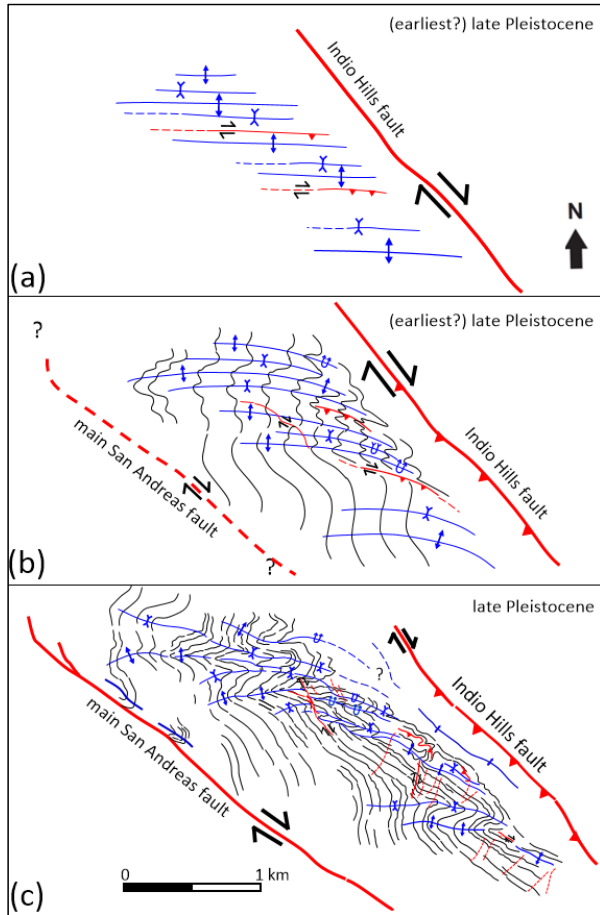 (earliest?) late Pleistocene
Indio Hills fault
N
(a)
(earliest?) late Pleistocene
?
main San Andreas fault
Indio Hills fault
?
(b)
late Pleistocene
?
Indio Hills fault
main San Andreas fault
0 1 km
(c)